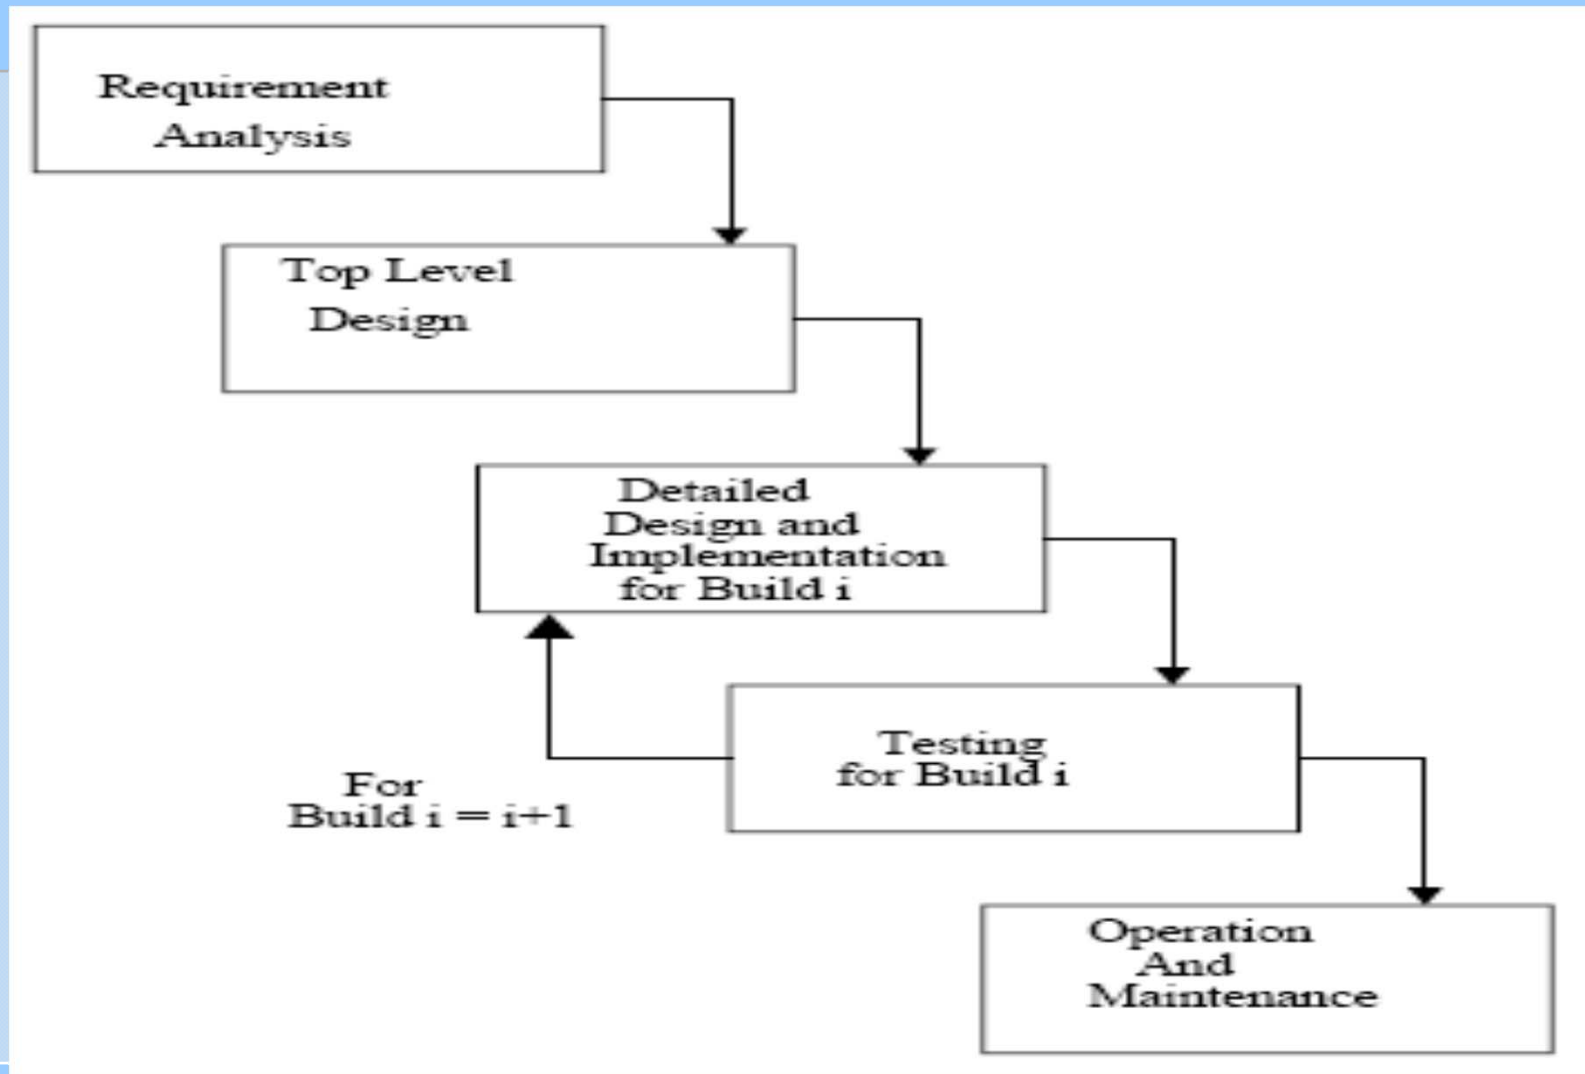 Requirement
Analysis
Top Level
Design
Detailed
Design and
Implementation
for Build i
Testing
for Build i
For
Build i = i+1
Operation
And
Maintenance